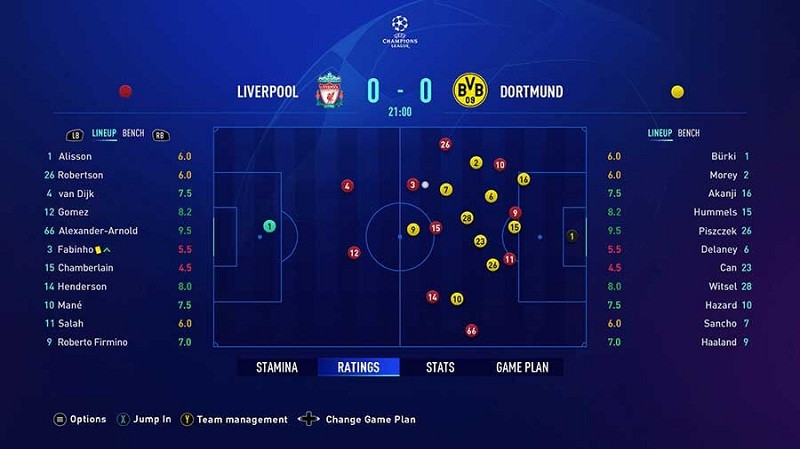 UEFA
CHAMPIONS
LEAGUE
LIVERPOOL 0 - 0 BVB 09 DORTMUND
21:00
LB LINEUP BENCH RB
LINEUP BENCH
1 Alisson 6.0
26 Robertson 6.0
4 van Dijk 7.5
12 Gomez 8.2
66 Alexander-Arnold 9.5
3 Fabinho 5.5
15 Chamberlain 4.5
14 Henderson 8.0
10 Mané 7.5
11 Salah 6.0
9 Roberto Firmino 7.0
26
2
10
16
4
3
7
6
28
9
1
9
15
15
1
23
12
11
26
14
10
66
6.0 Bürki 1
6.0 Morey 2
7.5 Akanji 16
8.2 Hummels 15
9.5 Piszczek 26
5.5 Delaney 6
4.5 Can 23
8.0 Witsel 28
7.5 Hazard 10
6.0 Sancho 7
7.0 Haaland 9
STAMINA RATINGS STATS GAME PLAN
Options X Jump In Y Team management Change Game Plan